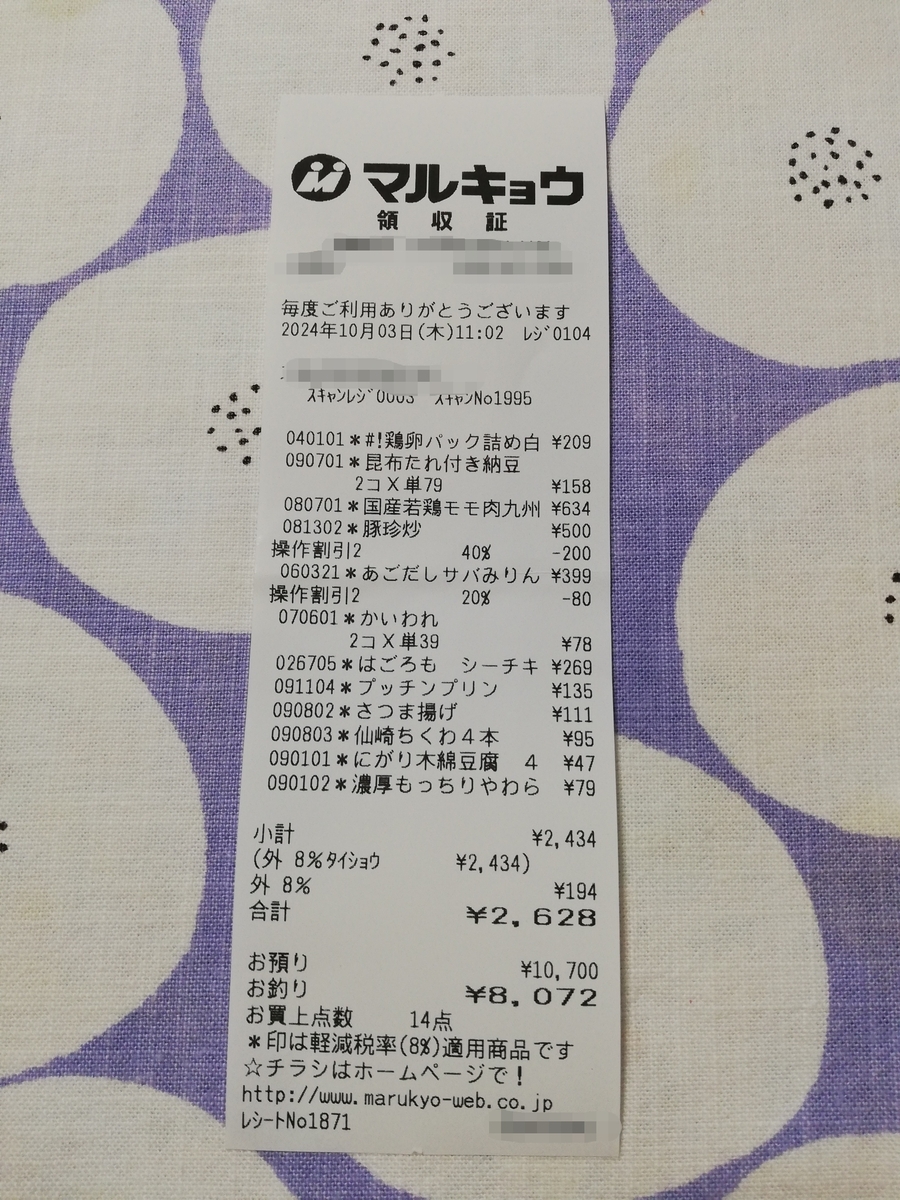 マルキョウ
領収証
毎度ご利用ありがとうございます
2024年10月03日(木)11:02 ﾚｼﾞ0104
ｽｷｬﾝﾚｼﾞ0003 ｽｷｬﾝNo1995
040101*#!鶏卵パック詰め白 ¥209
090701*昆布たれ付き納豆
2コX単79 ¥158
080701*国産若鶏モモ肉九州 ¥634
081302*豚珍炒 ¥500
操作割引2 40% -200
060321*あごだしサバみりん ¥399
操作割引2 20% -80
070601*かいわれ
2コX単39 ¥78
026705*はごろも シーチキ ¥269
091104*プッチンプリン ¥135
090802*さつま揚げ ¥111
090803*仙崎ちくわ4本 ¥95
090101*にがり木綿豆腐 4 ¥47
090102*濃厚もっちりやわら ¥79
小計 ¥2,434
(外 8%ﾀｲｼｮｳ ¥2,434)
外 8% ¥194
合計 ¥2,628
お預り ¥10,700
お釣り ¥8,072
お買上点数 14点
*印は軽減税率(8%)適用商品です
☆チラシはホームページで!
http://www.marukyo-web.co.jp
ﾚｼｰﾄNo1871